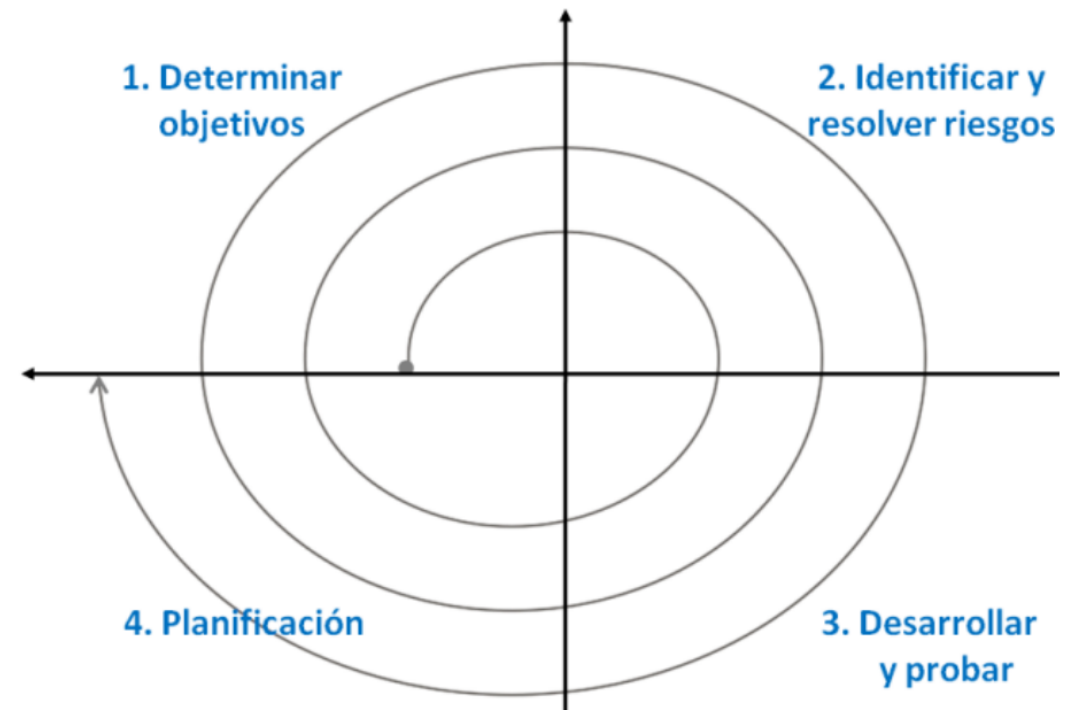 1. Determinar
objetivos
2. Identificar y
resolver riesgos
4. Planificación
3. Desarrollar
y probar